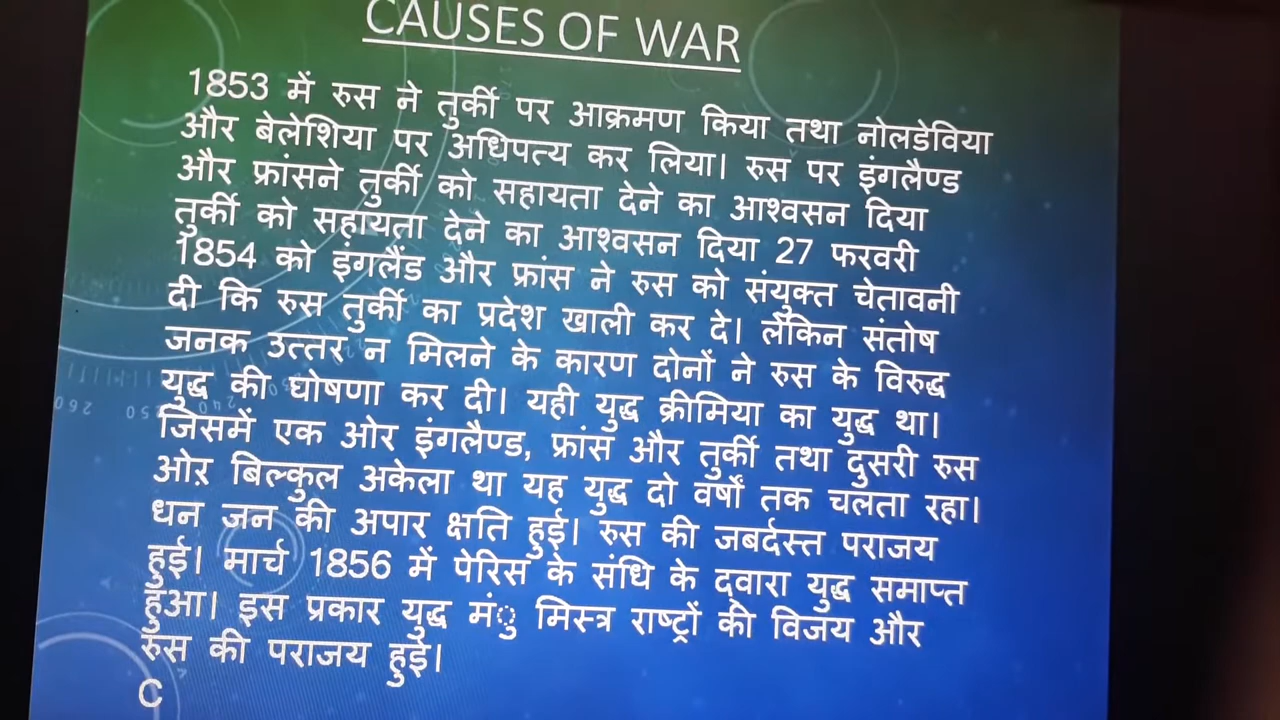 CAUSES OF WAR
1853 में रुस ने तुर्की पर आक्रमण किया तथा नोलडेविया
और बेलेशिया पर अधिपत्य कर लिया। रुस पर इंगलैण्ड
और फ्रांसने तुर्की को सहायता देने का आश्वसन दिया
तुर्की को सहायता देने का आश्वसन दिया 27 फरवरी
1854 को इंगलैंड और फ्रांस ने रुस को संयुक्त चेतावनी
दी कि रुस तुर्की का प्रदेश खाली कर दे। लेकिन संतोष
जनक उत्तर न मिलने के कारण दोनों ने रुस के विरुद्ध
युद्ध की घोषणा कर दी। यही युद्ध क्रीमिया का युद्ध था।
जिसमें एक ओर इंगलैण्ड, फ्रांस और तुर्की तथा दुसरी रुस
ओऱ बिल्कुल अकेला था यह युद्ध दो वर्षों तक चलता रहा।
धन जन की अपार क्षति हुई। रुस की जबर्दस्त पराजय
हुई। मार्च 1856 में पेरिस के संधि के द्वारा युद्ध समाप्त
हुआ। इस प्रकार युद्ध मंु मिस्त्र राष्ट्रों की विजय और
रुस की पराजय हुई।
C